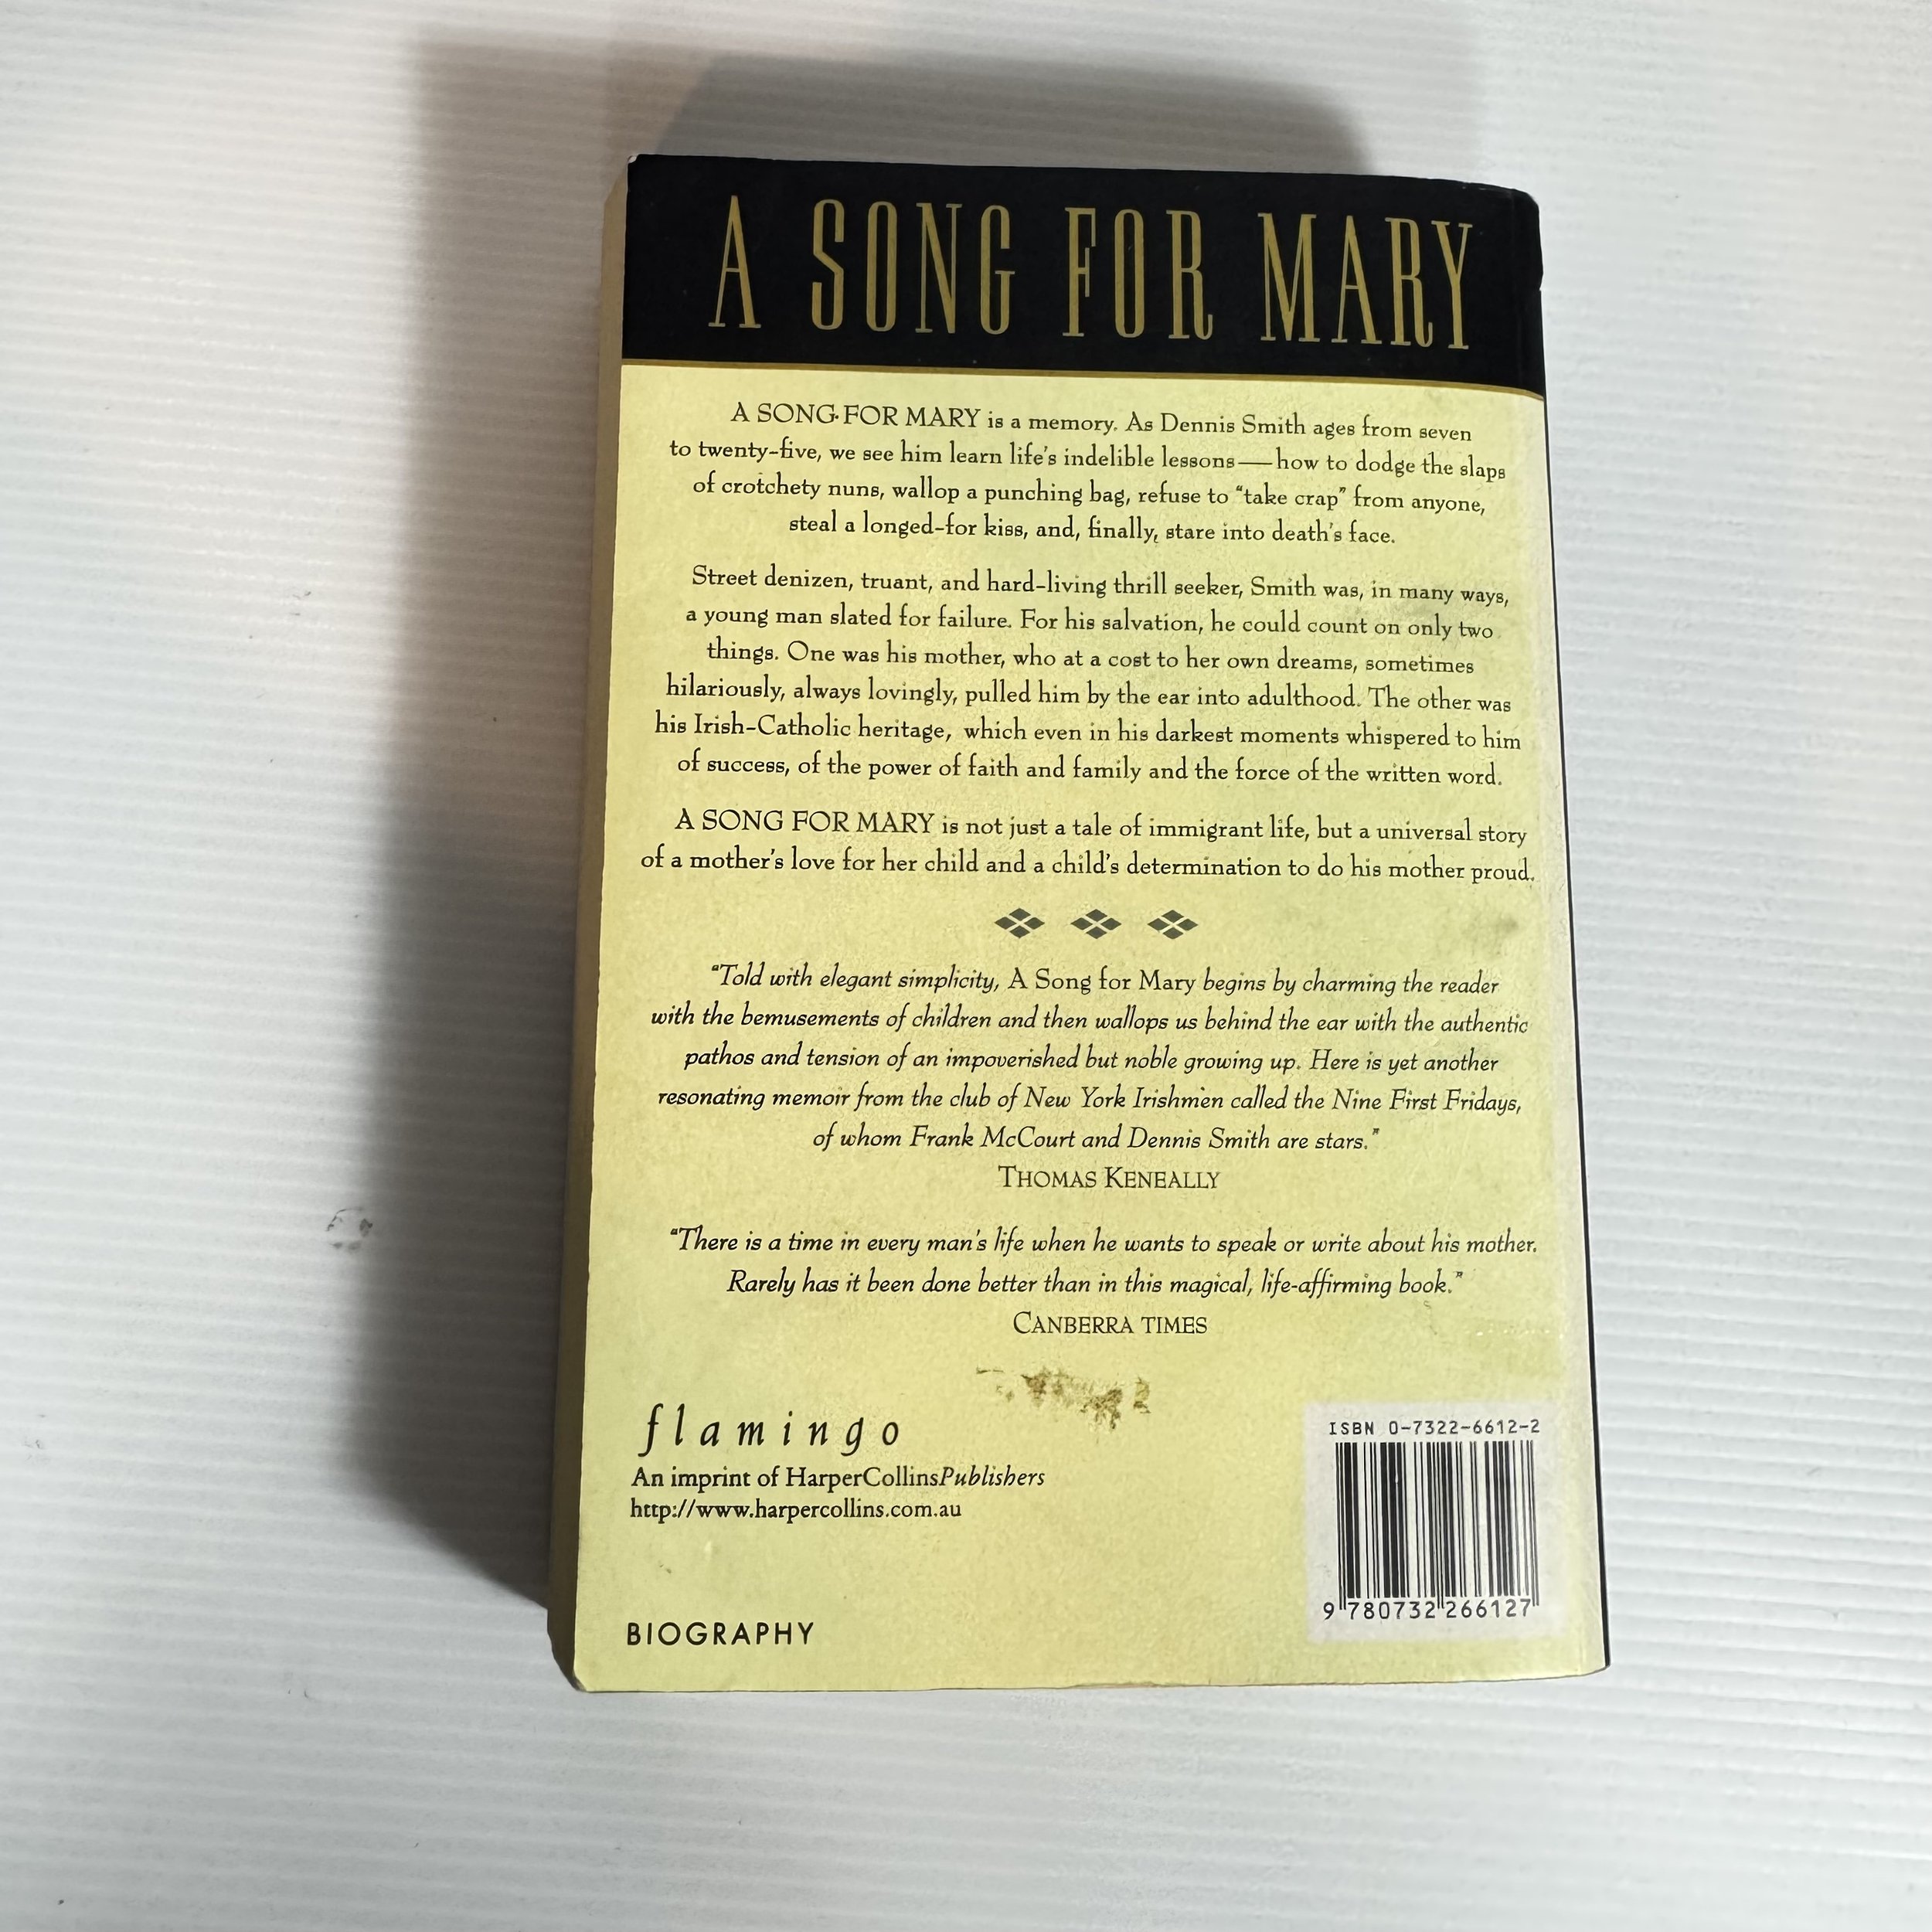 A SONG FOR MARY
A SONG FOR MARY is a memory. As Dennis Smith ages from seven
to twenty-five, we see him learn life's indelible lessons—how to dodge the slaps
of crotchety nuns, wallop a punching bag, refuse to “take crap” from anyone,
steal a longed-for kiss, and, finally, stare into death's face.
Street denizen, truant, and hard-living thrill seeker, Smith was, in many ways,
a young man slated for failure. For his salvation, he could count on only two
things. One was his mother, who at a cost to her own dreams, sometimes
hilariously, always lovingly, pulled him by the ear into adulthood. The other was
his Irish-Catholic heritage, which even in his darkest moments whispered to him
of success, of the power of faith and family and the force of the written word.
A SONG FOR MARY is not just a tale of immigrant life, but a universal story
of a mother's love for her child and a child's determination to do his mother proud.
“Told with elegant simplicity, A Song for Mary begins by charming the reader
with the bemusements of children and then wallops us behind the ear with the authentic
pathos and tension of an impoverished but noble growing up. Here is yet another
resonating memoir from the club of New York Irishmen called the Nine First Fridays,
of whom Frank McCourt and Dennis Smith are stars.”
THOMAS KENEALLY
“There is a time in every man's life when he wants to speak or write about his mother.
Rarely has it been done better than in this magical, life-affirming book.”
CANBERRA TIMES
flamingo
An imprint of HarperCollinsPublishers
http://www.harpercollins.com.au
BIOGRAPHY
ISBN 0-7322-6612-2
9 780732 266127